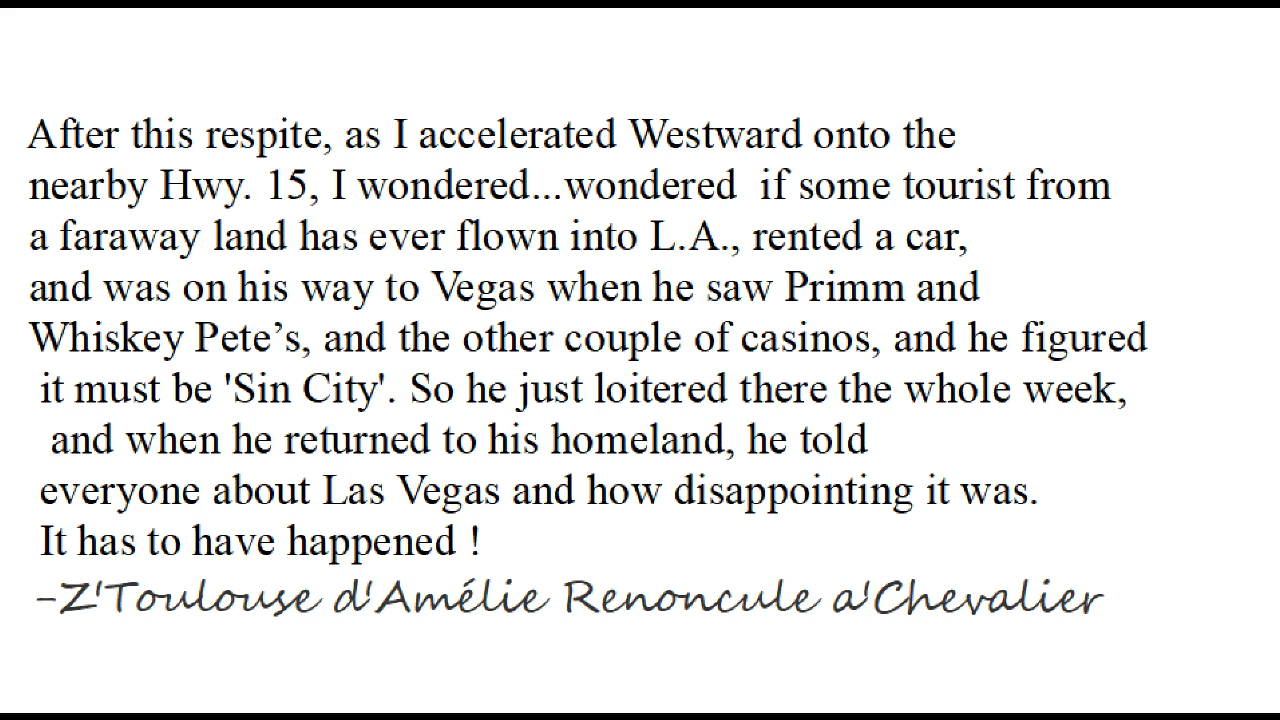 After this respite, as I accelerated Westward onto the
nearby Hwy. 15, I wondered...wondered  if some tourist from
a faraway land has ever flown into L.A., rented a car,
and was on his way to Vegas when he saw Primm and
Whiskey Pete’s, and the other couple of casinos, and he figured
it must be 'Sin City'. So he just loitered there the whole week,
and when he returned to his homeland, he told
everyone about Las Vegas and how disappointing it was.
It has to have happened !
-Z'Toulouse d'Amélie Renoncule a'Chevalier